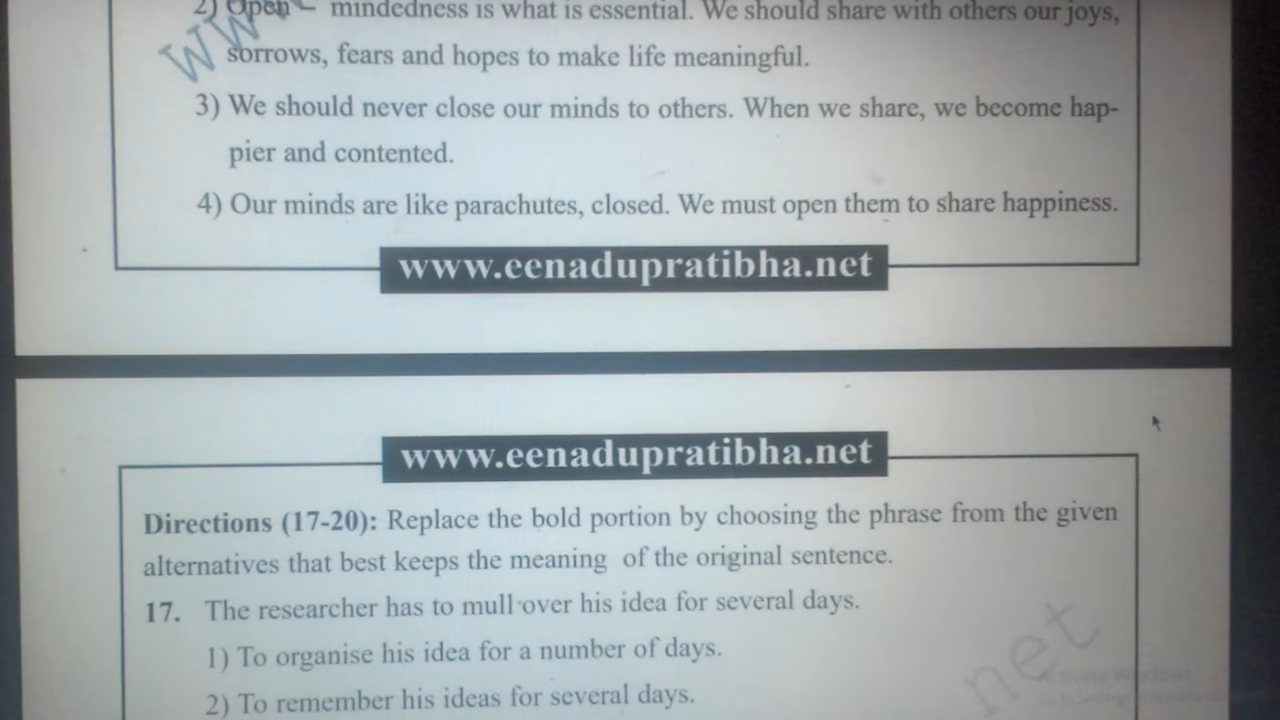 2) Open – mindedness is what is essential. We should share with others our joys,
sorrows, fears and hopes to make life meaningful.
3) We should never close our minds to others. When we share, we become hap-
pier and contented.
4) Our minds are like parachutes, closed. We must open them to share happiness.
www.eenadupratibha.net
www.eenadupratibha.net
Directions (17-20): Replace the bold portion by choosing the phrase from the given
alternatives that best keeps the meaning of the original sentence.
17. The researcher has to mull over his idea for several days.
1) To organise his idea for a number of days.
2) To remember his ideas for several days.
net
Activate Windows